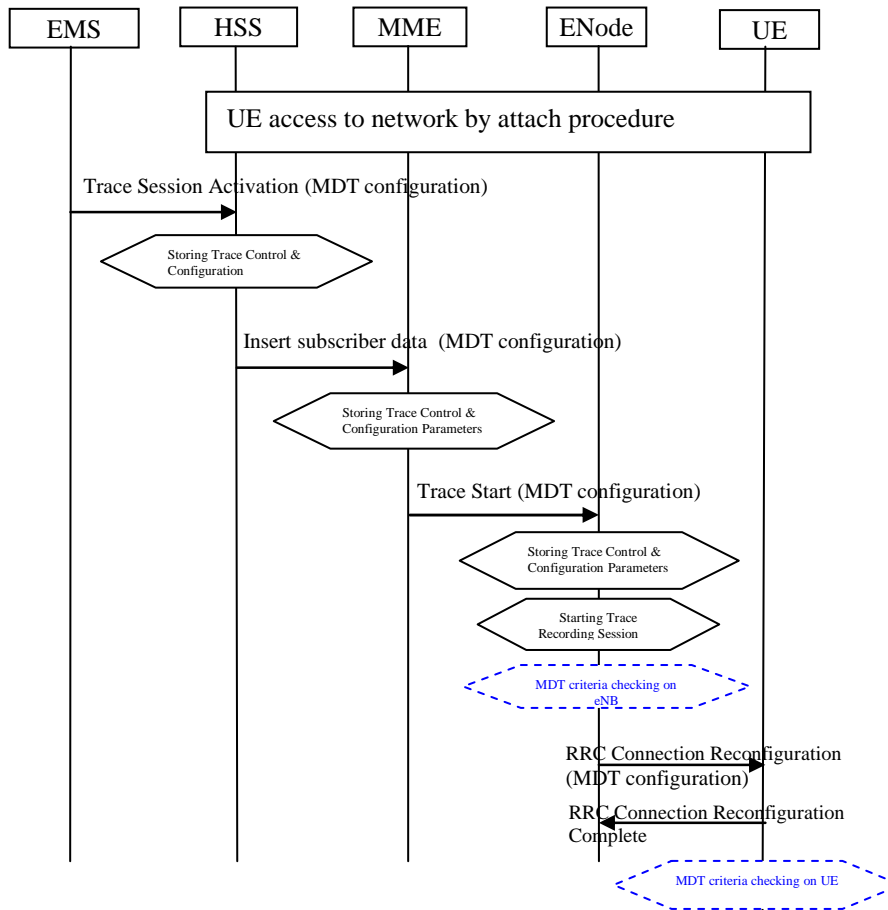 EMS
HSS
MME
ENode
UE
UE access to network by attach procedure
Trace Session Activation (MDT configuration)
Storing Trace Control &
Configuration
Insert subscriber data (MDT configuration)
Storing Trace Control &
Configuration Parameters
Trace Start (MDT configuration)
Storing Trace Control &
Configuration Parameters
Starting Trace
Recording Session
MDT criteria checking on
eNB
RRC Connection Reconfiguration
(MDT configuration)
RRC Connection Reconfiguration
Complete
MDT criteria checking on UE